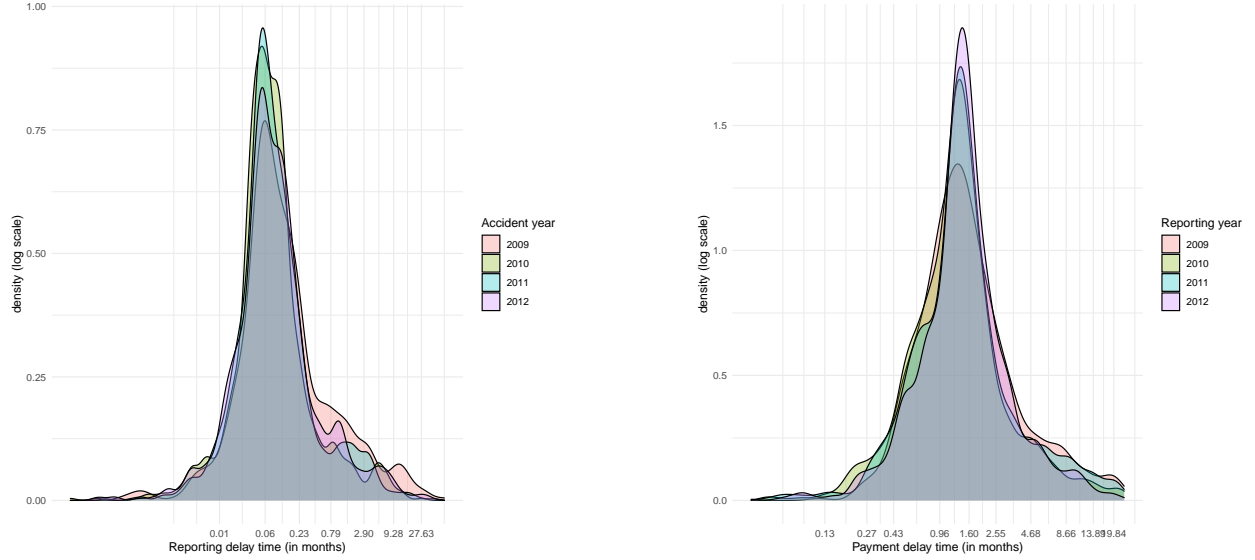 1.00
0.75
0.50
0.25
0.00
density (log scale)
0.01 0.06 0.23 0.79 2.90 9.28 27.63
Reporting delay time (in months)
Accident year
2009
2010
2011
2012
1.5
1.0
0.5
0.0
density (log scale)
0.13 0.27 0.43 0.96 1.60 2.55 4.68 8.66 13.89 19.84
Payment delay time (in months)
Reporting year
2009
2010
2011
2012